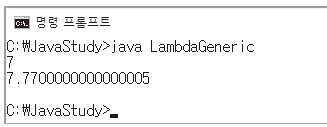 명령 프롬프트
C:₩JavaStudy>java LambdaGeneric
7
7.7700000000000005
C:₩JavaStudy>